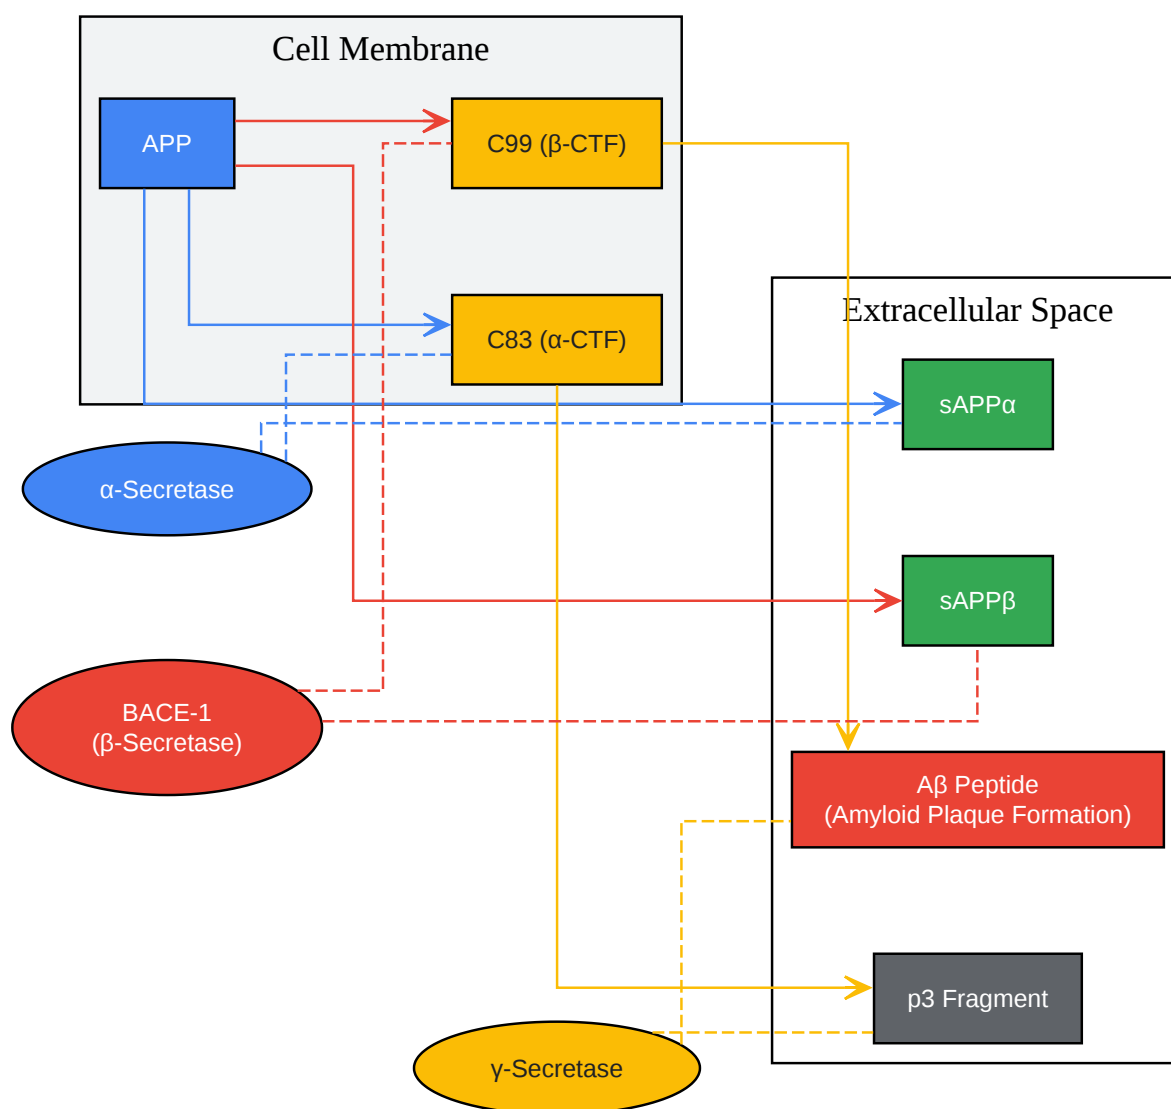 Cell Membrane
APP
C99 (β-CTF)
C83 (α-CTF)
Extracellular Space
sAPPα
α-Secretase
sAPPβ
BACE-1
(β-Secretase)
Aβ Peptide
(Amyloid Plaque Formation)
p3 Fragment
γ-Secretase